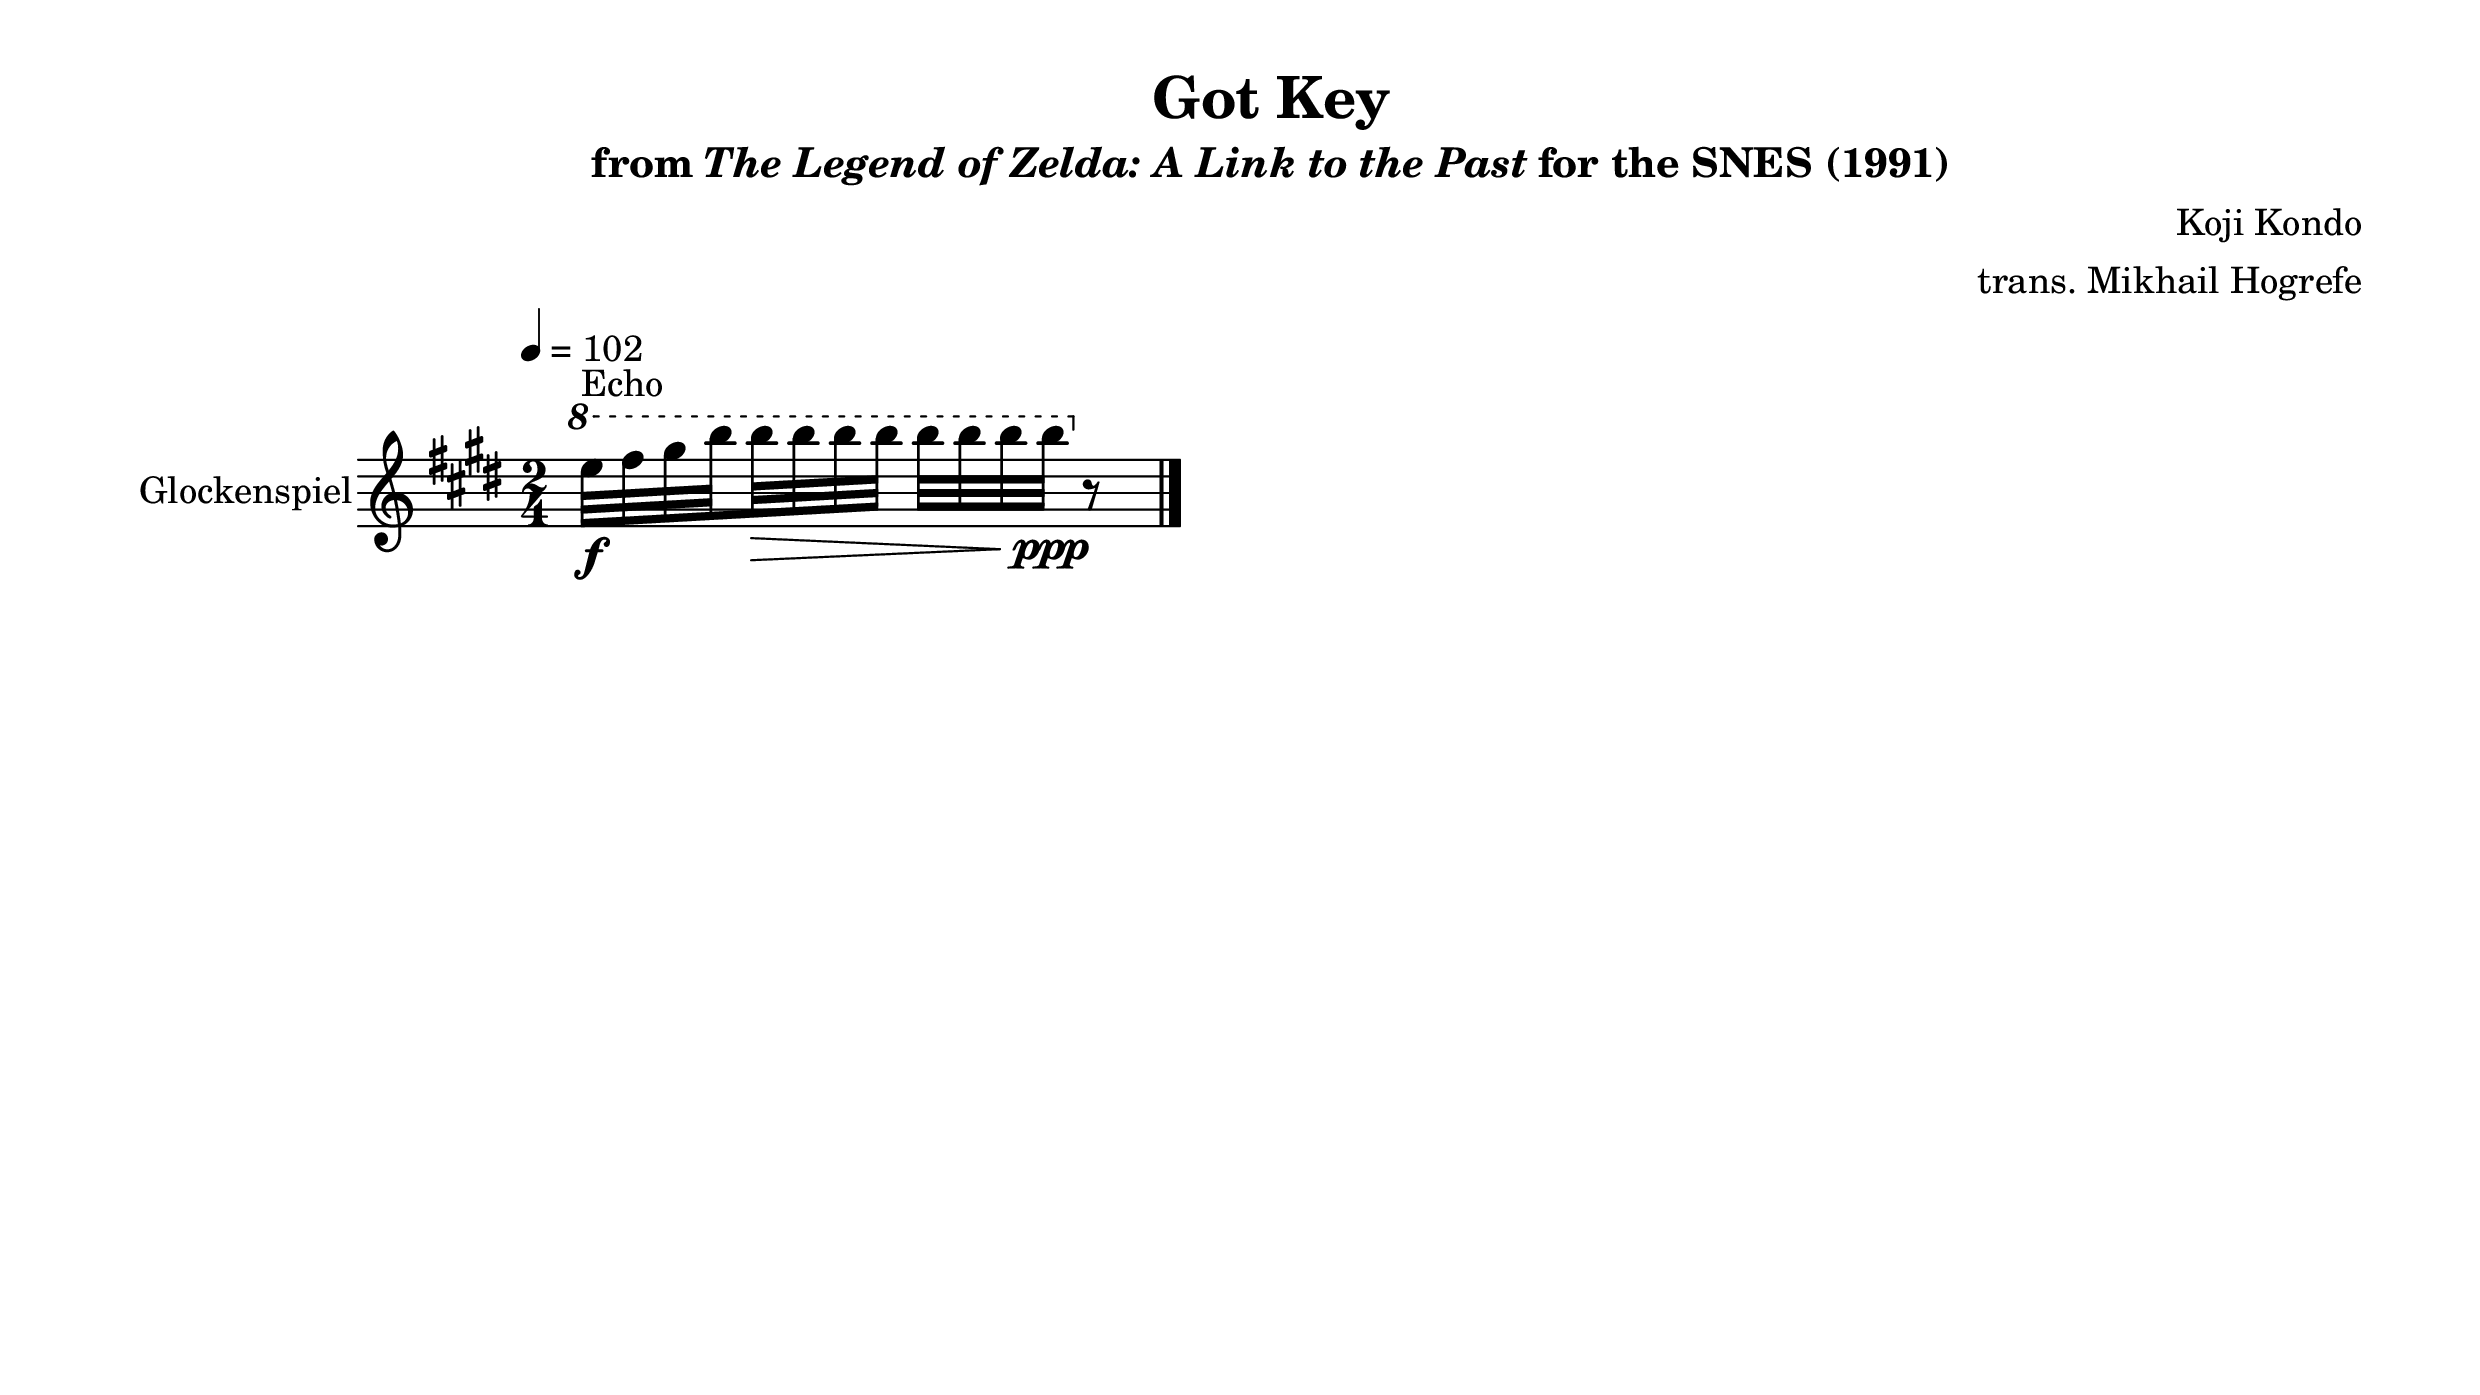 Got Key
from The Legend of Zelda: A Link to the Past for the SNES (1991)
Koji Kondo
trans. Mikhail Hogrefe
= 102
Echo
8
Glockenspiel
2
4
f
ppp